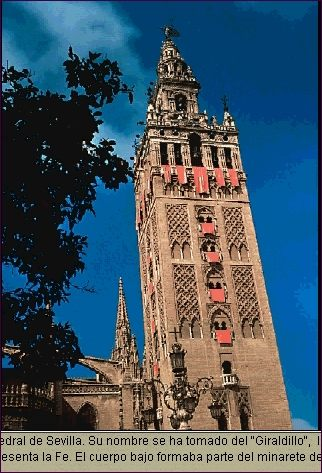 edral de Sevilla. Su nombre se ha tomado del "Giraldillo",
esenta la Fe. El cuerpo bajo formaba parte del minarete de